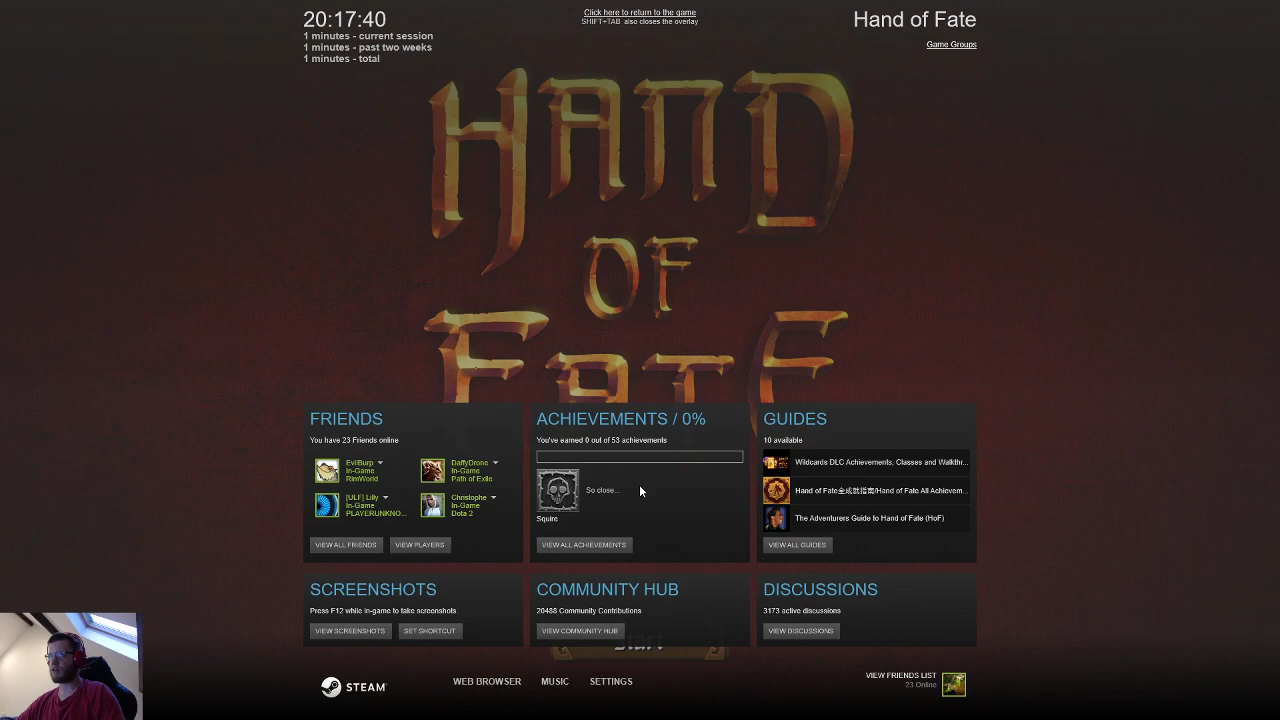 20:17:40
1 minutes - current session
1 minutes - past two weeks
1 minutes - total
Click here to return to the game
SHIFT+TAB also closes the overlay
Hand of Fate
Game Groups
HAND
OF
FATE
FRIENDS
You have 23 Friends online
EvilBurp
In-Game
RimWorld
DaffyDrone
In-Game
Path of Exile
[ULF] Lilly
In-Game
PLAYERUNKNO...
Christophe
In-Game
Dota 2
VIEW ALL FRIENDS
VIEW PLAYERS
ACHIEVEMENTS / 0%
You've earned 0 out of 53 achievements
So close...
Squire
VIEW ALL ACHIEVEMENTS
GUIDES
10 available
Wildcards DLC Achievements, Classes and Walkthr...
Hand of Fate全成就指南/Hand of Fate All Achievem...
The Adventurers Guide to Hand of Fate (HoF)
VIEW ALL GUIDES
SCREENSHOTS
Press F12 while in-game to take screenshots
VIEW SCREENSHOTS
SET SHORTCUT
COMMUNITY HUB
20488 Community Contributions
VIEW COMMUNITY HUB
Start
DISCUSSIONS
3173 active discussions
VIEW DISCUSSIONS
STEAM
WEB BROWSER
MUSIC
SETTINGS
VIEW FRIENDS LIST
23 Online